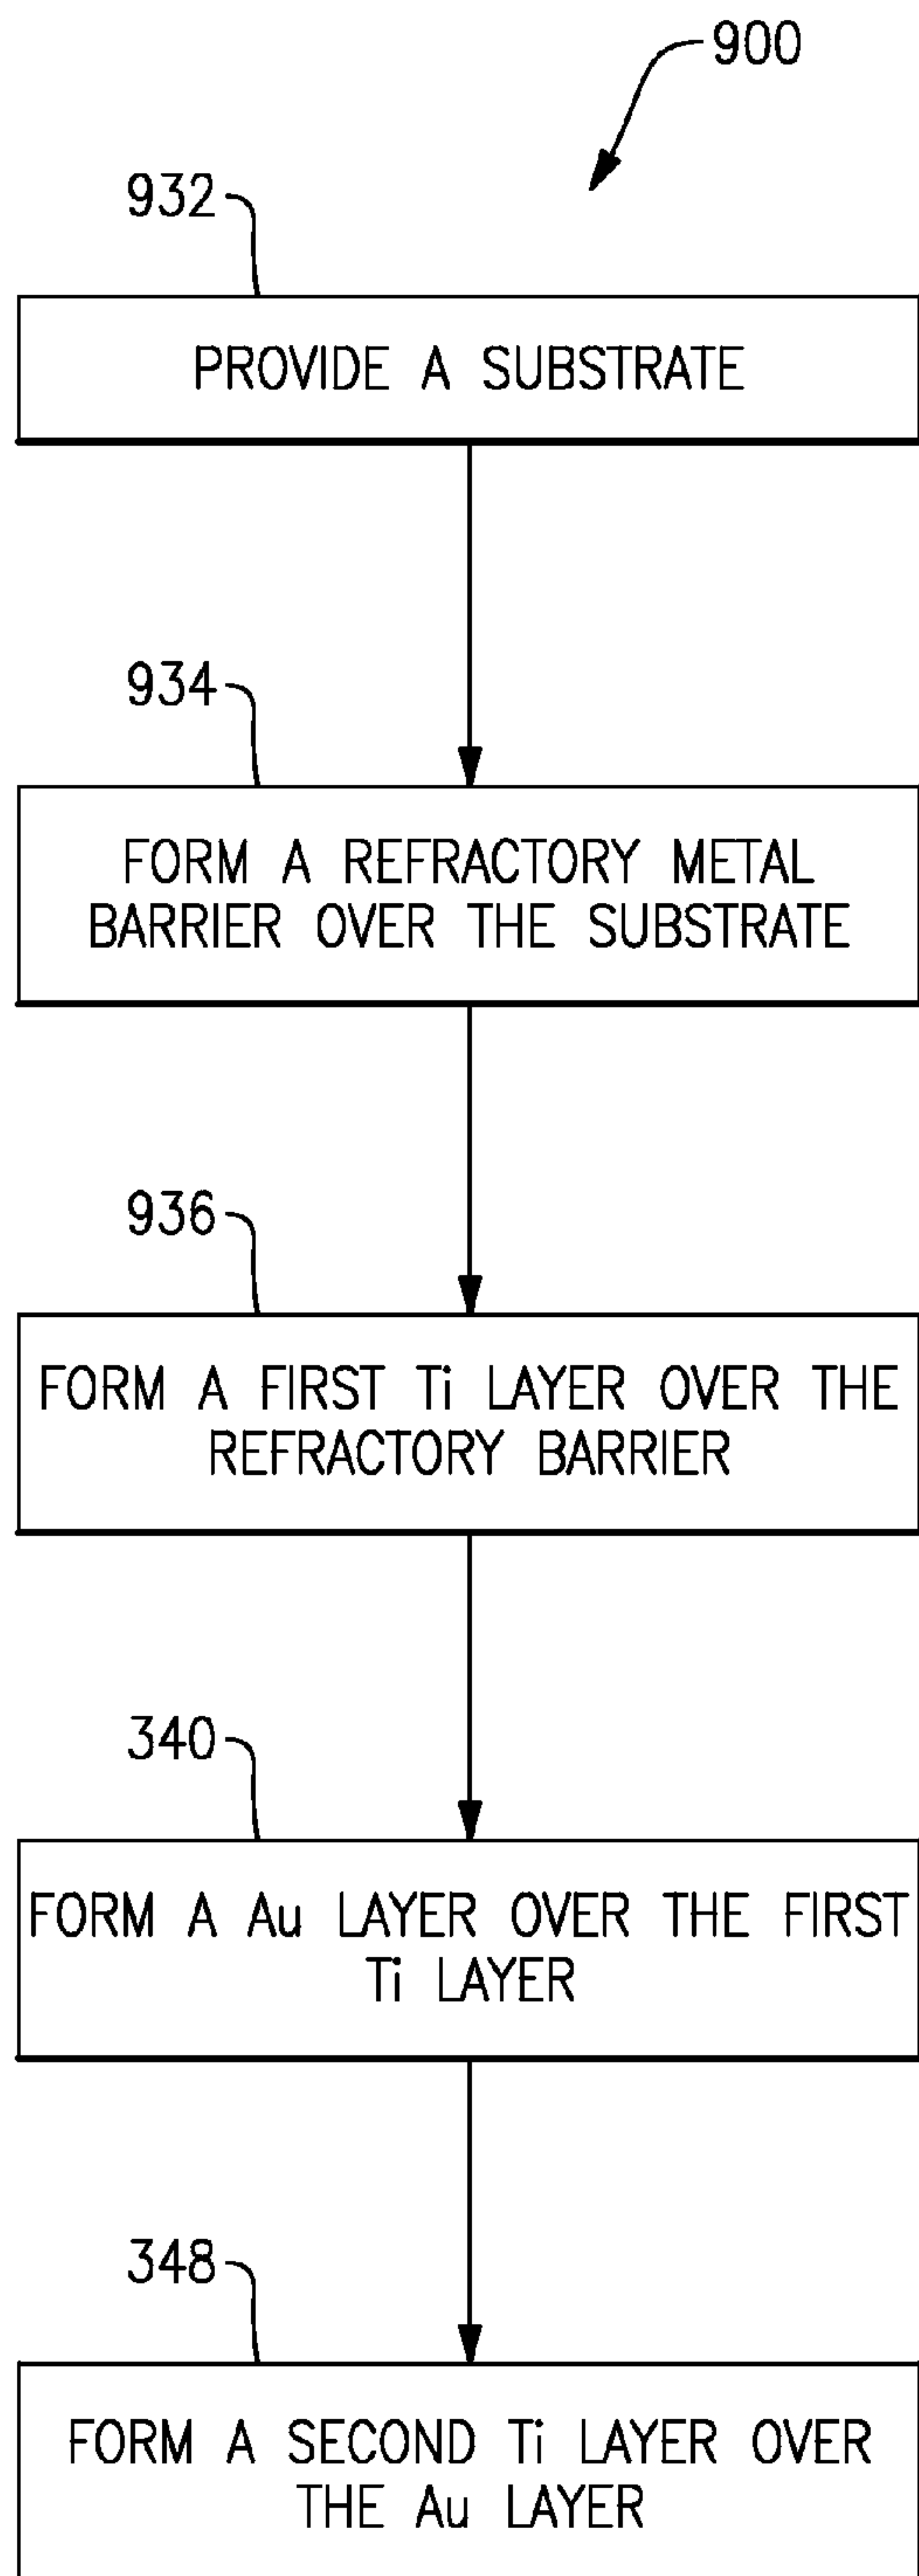 900
932
PROVIDE A SUBSTRATE
934
FORM A REFRACTORY METAL
BARRIER OVER THE SUBSTRATE
936
FORM A FIRST Ti LAYER OVER THE
REFRACTORY BARRIER
340
FORM A Au LAYER OVER THE FIRST
Ti LAYER
348
FORM A SECOND Ti LAYER OVER
THE Au LAYER